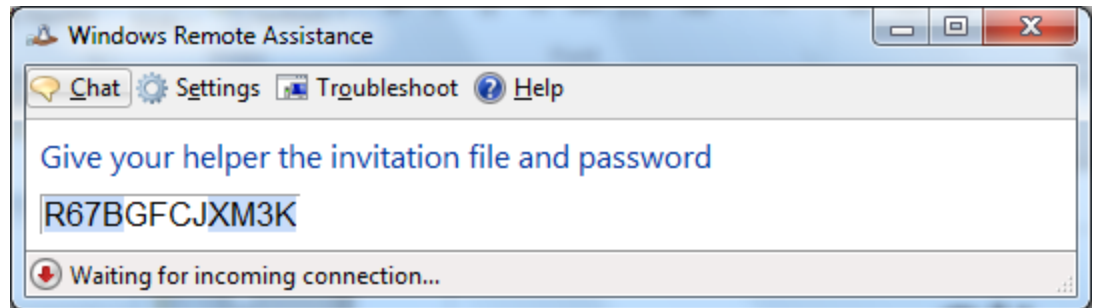 Windows Remote Assistance
Chat Settings Troubleshoot Help
Give your helper the invitation file and password
R67BGFCJXM3K
Waiting for incoming connection...